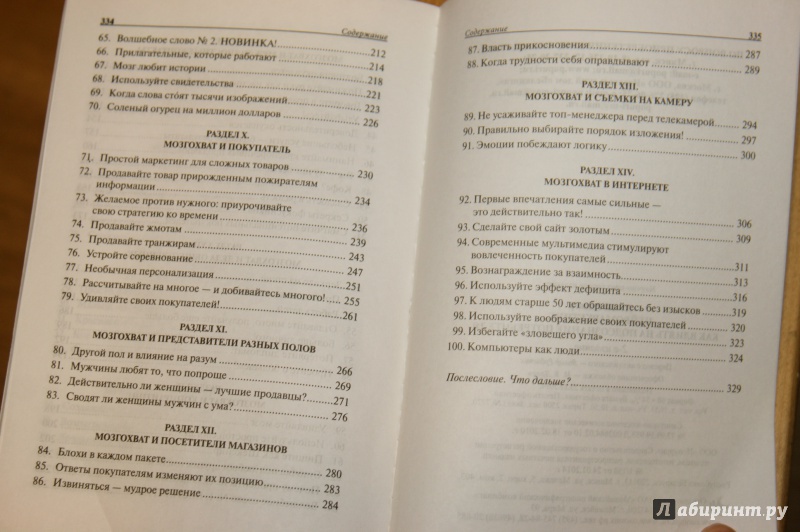 334
Содержание
65. Волшебное слово № 2. НОВИНКА! 212
66. Прилагательные, которые работают 214
67. Мозг любит истории 218
68. Используйте свидетельства 221
69. Когда слова стóят тысячи изображений 223
70. Соленый огурец на миллион долларов 226
РАЗДЕЛ X.
МОЗГОХВАТ И ПОКУПАТЕЛЬ
71. Простой маркетинг для сложных товаров 230
72. Продавайте товар прирожденным пожирателям
информации 234
73. Желаемое против нужного: приурочивайте
свою стратегию ко времени 236
74. Продавайте жмотам 239
75. Продавайте транжирам 243
76. Устройте соревнование 247
77. Необычная персонализация 251
78. Рассчитывайте на многое — и добивайтесь многого! 255
79. Удивляйте своих покупателей! 261
РАЗДЕЛ XI.
МОЗГОХВАТ И ПРЕДСТАВИТЕЛИ РАЗНЫХ ПОЛОВ
80. Другой пол и влияние на разум 266
81. Мужчины любят то, что попроще 269
82. Действительно ли женщины — лучшие продавцы? 271
83. Сводят ли женщины мужчин с ума? 276
РАЗДЕЛ XII.
МОЗГОХВАТ И ПОСЕТИТЕЛИ МАГАЗИНОВ
84. Блохи в каждом пакете 280
85. Ответы покупателям изменяют их позицию 283
86. Извиняться — мудрое решение 284
Содержание
335
87. Власть прикосновения 287
88. Когда трудности себя оправдывают 289
РАЗДЕЛ XIII.
МОЗГОХВАТ И СЪЕМКИ НА КАМЕРУ
89. Не усаживайте топ-менеджера перед телекамерой 294
90. Правильно выбирайте порядок изложения! 297
91. Эмоции побеждают логику 300
РАЗДЕЛ XIV.
МОЗГОХВАТ В ИНТЕРНЕТЕ
92. Первые впечатления самые сильные —
это действительно так! 306
93. Сделайте свой сайт золотым 309
94. Современные мультимедиа стимулируют
вовлеченность покупателей 311
95. Вознаграждение за взаимность 313
96. Используйте эффект дефицита 316
97. К людям старше 50 лет обращайтесь без изысков 319
98. Используйте воображение своих покупателей 320
99. Избегайте «зловещего угла» 323
100. Компьютеры как люди 324
Послесловие. Что дальше? 329
Лабиринт.ру